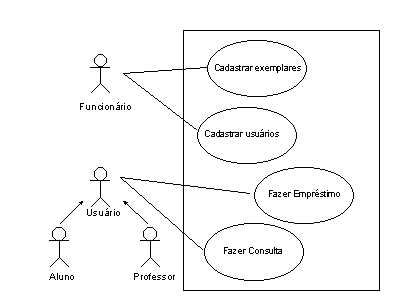 Cadastrar exemplares
Funcionário
Cadastrar usuários
Fazer Empréstimo
Usuário
Fazer Consulta
Aluno
Professor